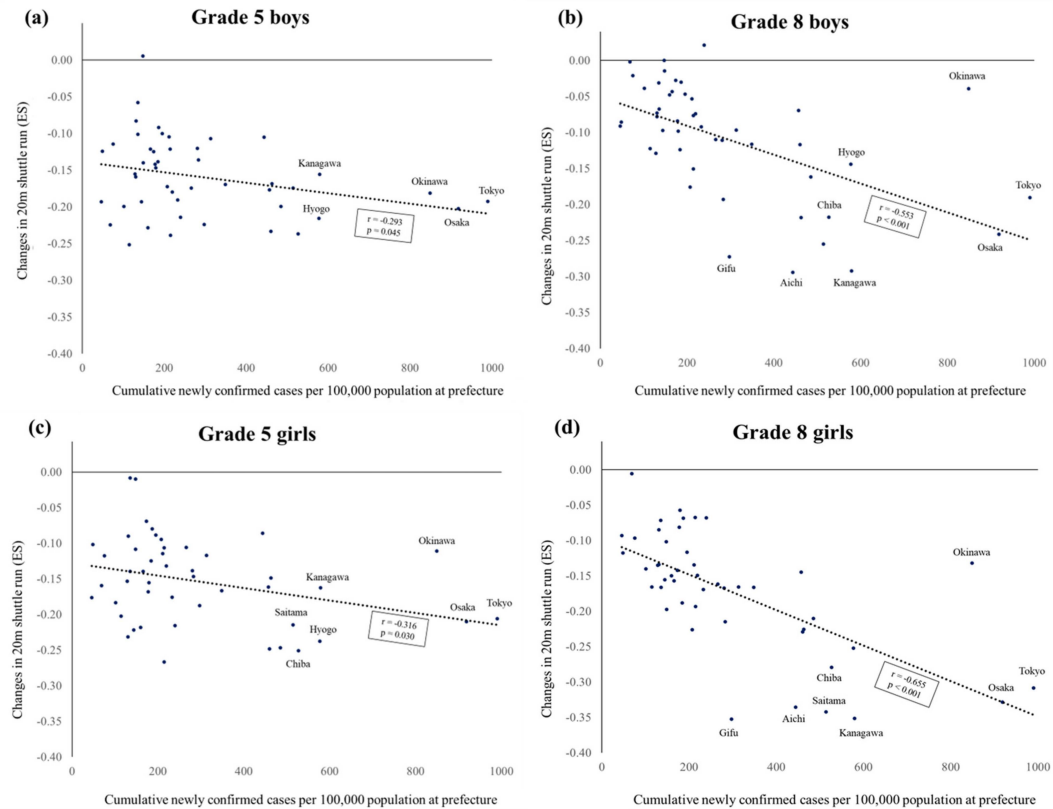 (a)
Grade 5 boys
0.00
-0.05
-0.10
-0.15
-0.20
-0.25
-0.30
-0.35
-0.40
Changes in 20m shuttle run (ES)
Kanagawa
Okinawa
Tokyo
Hyogo
Osaka
r = -0.293
p = 0.045
0 200 400 600 800 1000
Cumulative newly confirmed cases per 100,000 population at prefecture
(b)
Grade 8 boys
0.00
-0.05
-0.10
-0.15
-0.20
-0.25
-0.30
-0.35
-0.40
Changes in 20m shuttle run (ES)
Okinawa
Hyogo
Tokyo
Chiba
r = -0.553
p < 0.001
Osaka
Gifu
Aichi
Kanagawa
0 200 400 600 800 1000
Cumulative newly confirmed cases per 100,000 population at prefecture
(c)
Grade 5 girls
0.00
-0.05
-0.10
-0.15
-0.20
-0.25
-0.30
-0.35
-0.40
Changes in 20m shuttle run (ES)
Okinawa
Kanagawa
Saitama
Osaka
Tokyo
Hyogo
r = -0.316
p = 0.030
Chiba
0 200 400 600 800 1000
Cumulative newly confirmed cases per 100,000 population at prefecture
(d)
Grade 8 girls
0.00
-0.05
-0.10
-0.15
-0.20
-0.25
-0.30
-0.35
-0.40
Changes in 20m shuttle run (ES)
Okinawa
Tokyo
Chiba
r = -0.655
p < 0.001
Osaka
Saitama
Gifu
Aichi
Kanagawa
0 200 400 600 800 1000
Cumulative newly confirmed cases per 100,000 population at prefecture